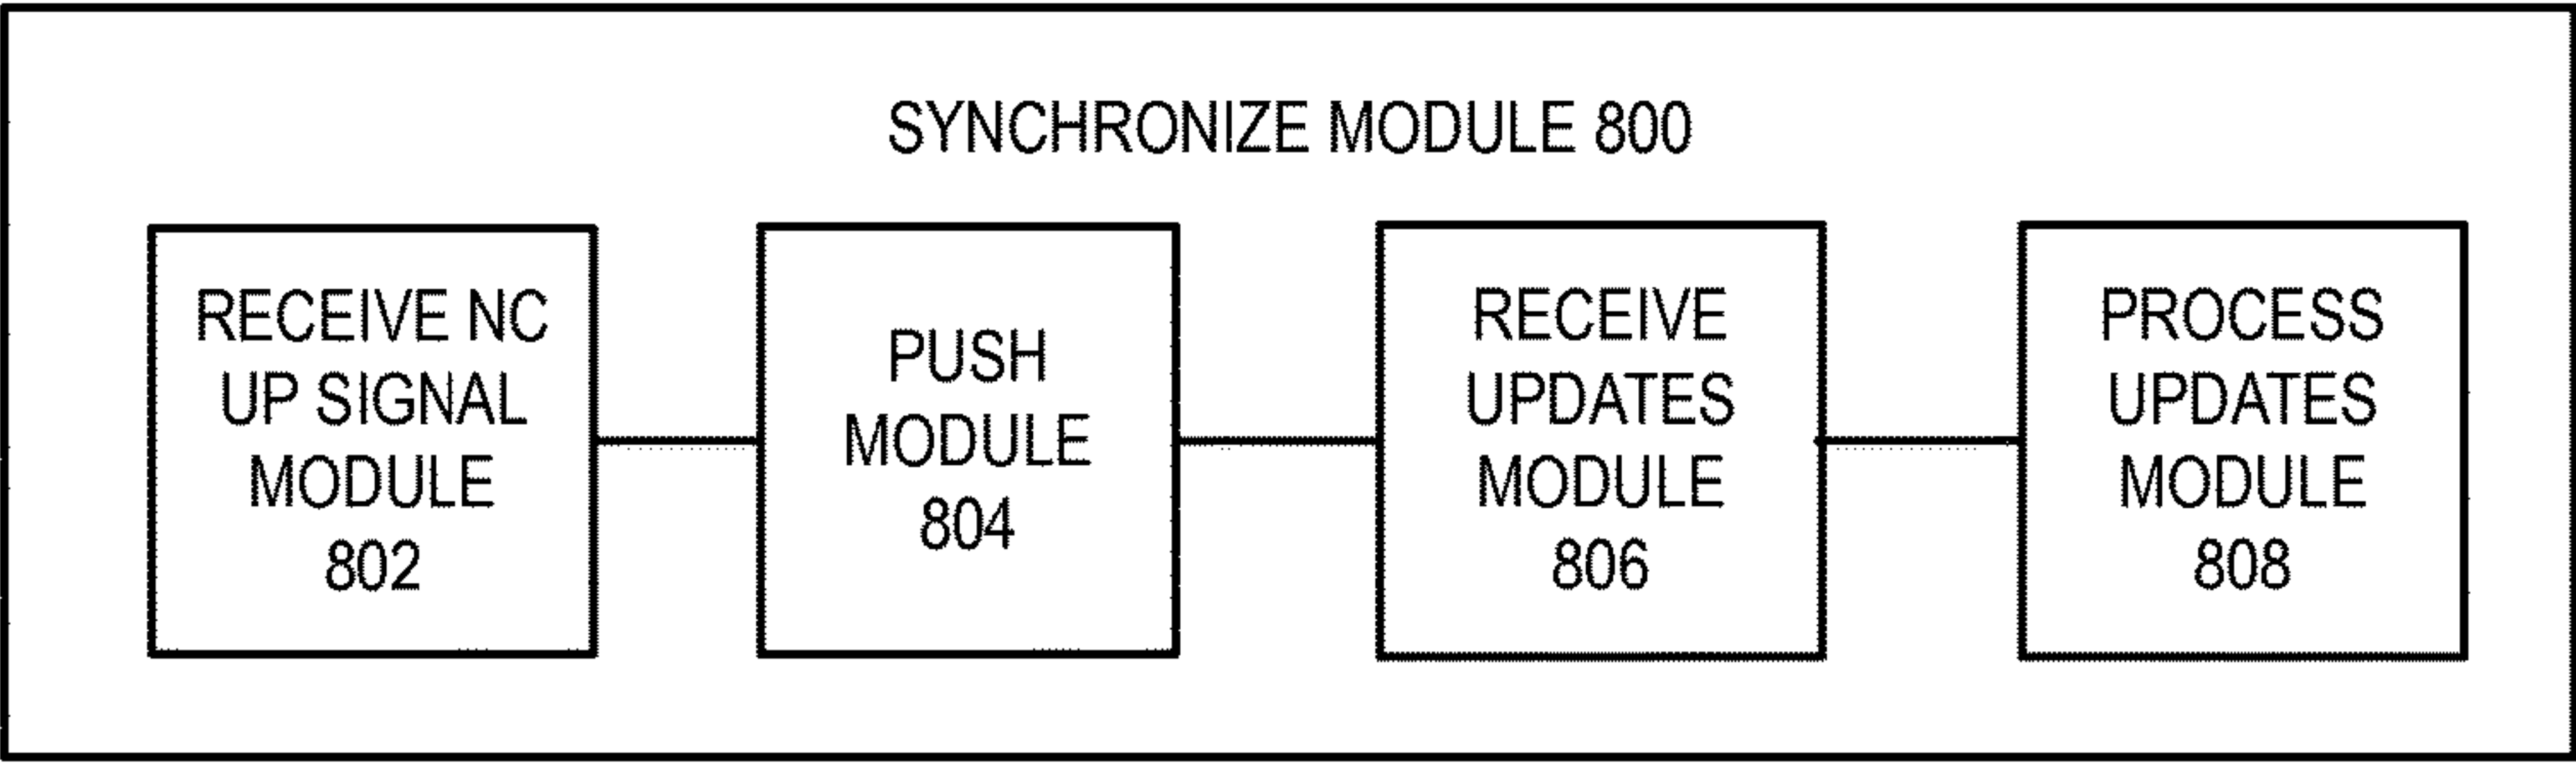 SYNCHRONIZE MODULE 800
RECEIVE NC
UP SIGNAL
MODULE
802
PUSH
MODULE
804
RECEIVE
UPDATES
MODULE
806
PROCESS
UPDATES
MODULE
808